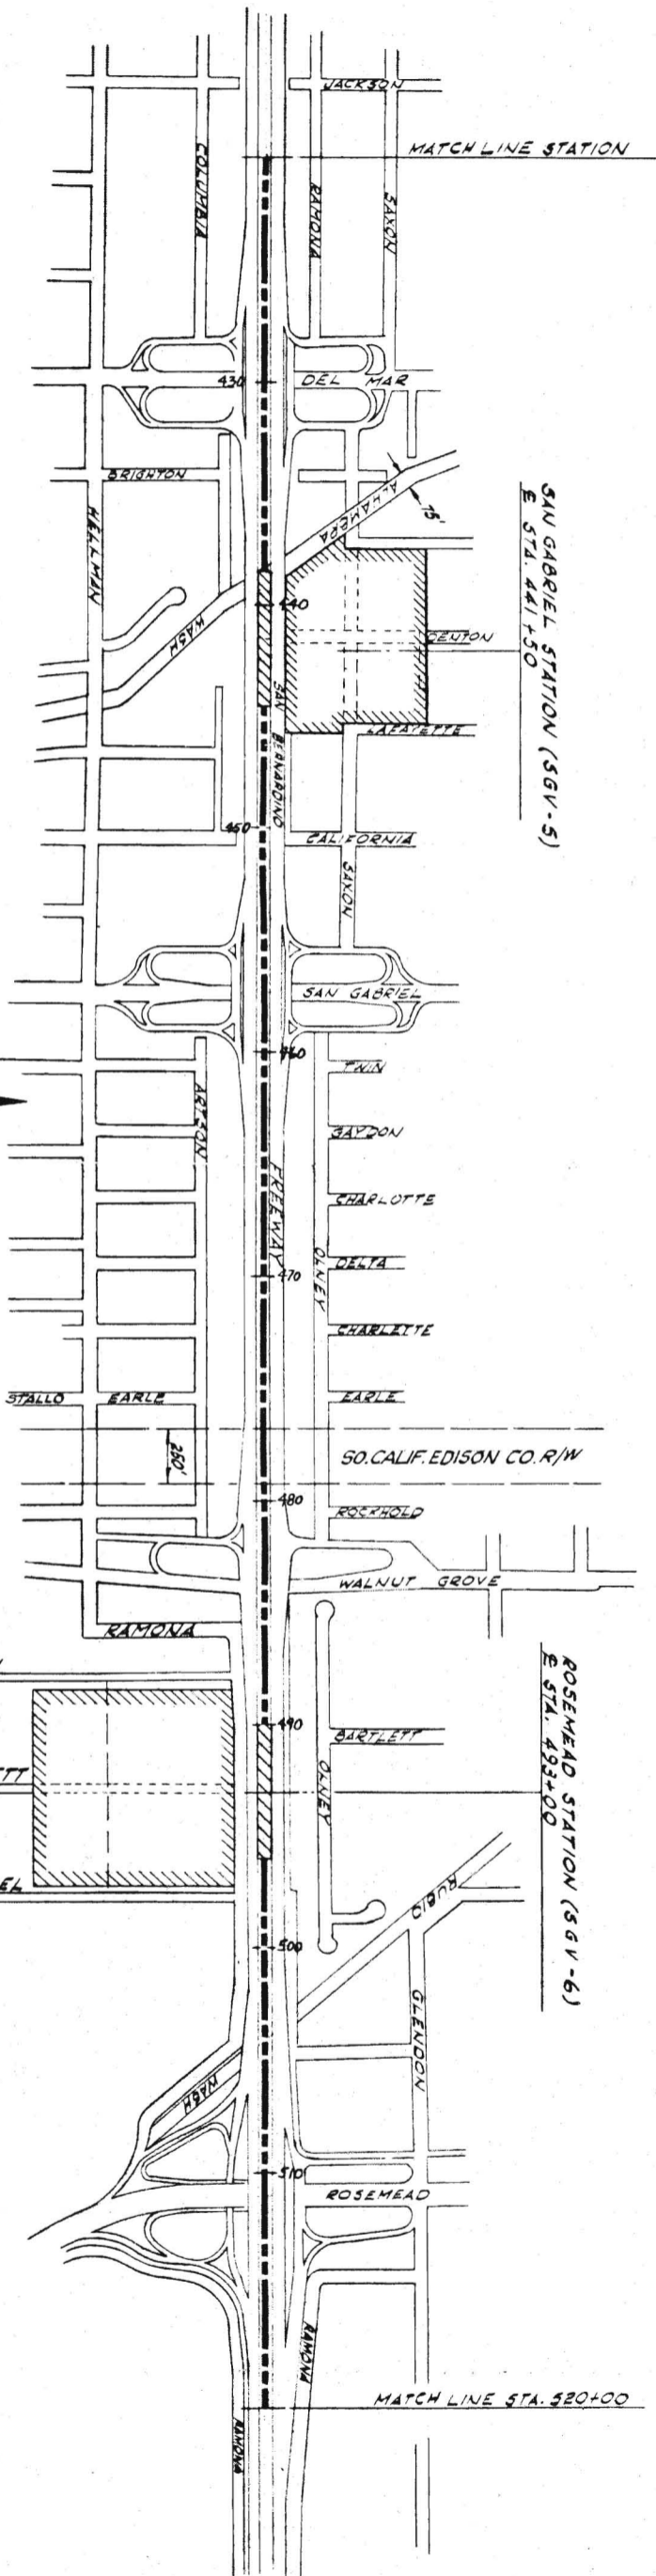 JACKSON
MATCH LINE STATION
COLUMBIA
RAMONA
SAXON
430
DEL MAR
BRIGHTON
ALHAMBRA
75'
HELLMAN
WASH
440
DENTON
SAN GABRIEL STATION (SGV-5)
℄ STA. 441+50
SAN BERNARDINO
LAFAYETTE
450
CALIFORNIA
SAXON
SAN GABRIEL
460
TWIN
ARTSON
GAYDON
FREEWAY
CHARLOTTE
OLNEY
DELTA
470
CHARLETTE
STALLO
EARLE
EARLE
260'
SO. CALIF. EDISON CO. R/W
480
ROCKHOLD
WALNUT GROVE
RAMONA
490
BARTLETT
ROSEMEAD STATION (SGV-6)
℄ STA. 493+00
TT
OLNEY
EL
RUBIO
500
GLENDON
WASH
510
ROSEMEAD
RAMONA
MATCH LINE STA. 520+00
RAMONA